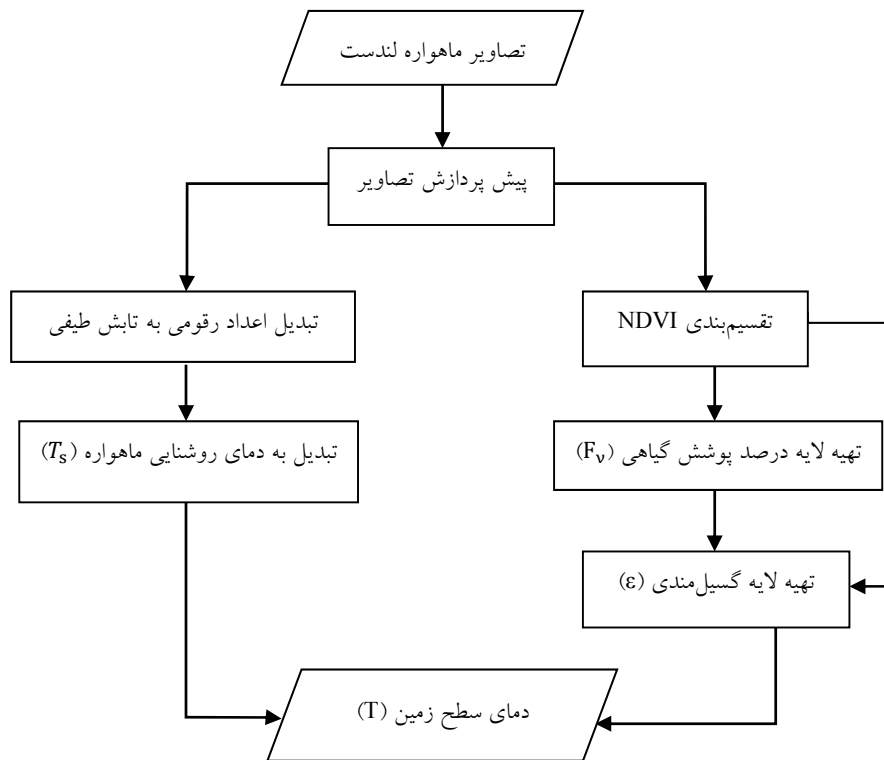 تصاویر ماهواره لندست
پیش پردازش تصاویر
تبدیل اعداد رقومی به تابش طیفی
تقسیم‌بندی NDVI
تبدیل به دمای روشنایی ماهواره (Ts)
تهیه لایه درصد پوشش گیاهی (Fν)
تهیه لایه گسیل‌مندی (ε)
دمای سطح زمین (T)